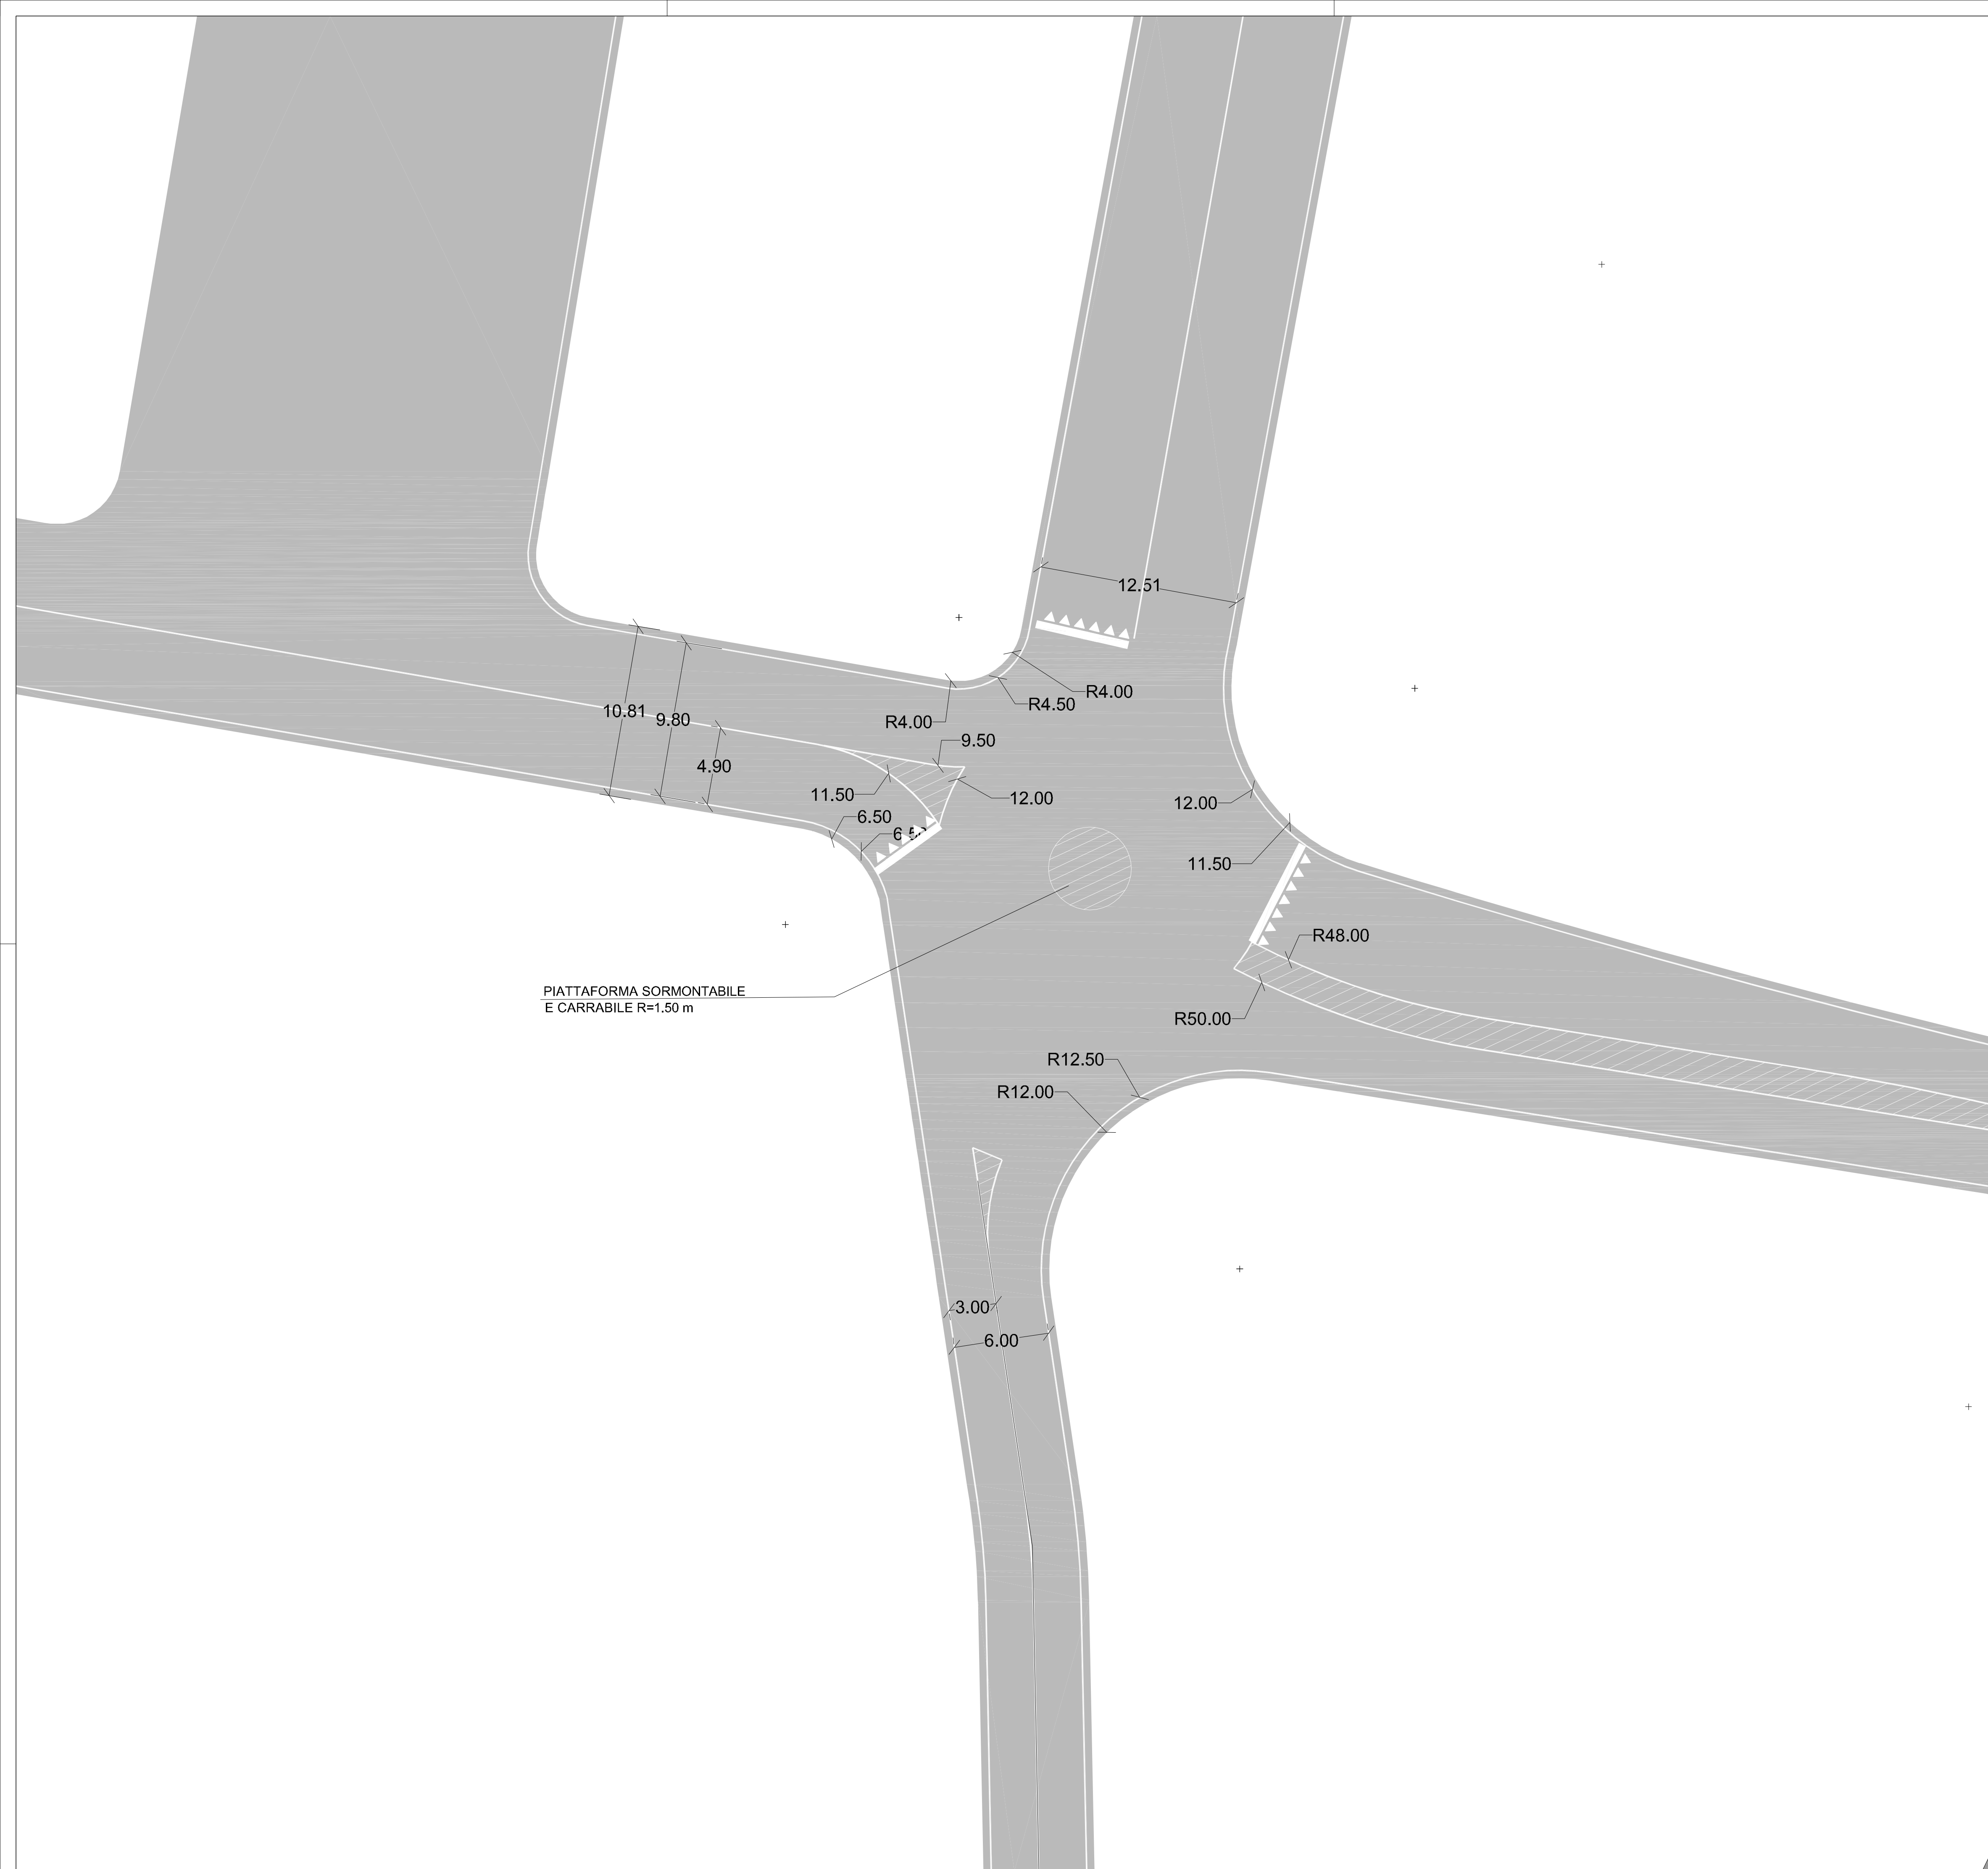 12.51
R4.00
R4.50
10.81
9.80
R4.00
9.50
4.90
11.50
12.00
12.00
6.50
11.50
R48.00
PIATTAFORMA SORMONTABILE
E CARRABILE R=1.50 m
R50.00
R12.50
R12.00
3.00
6.00